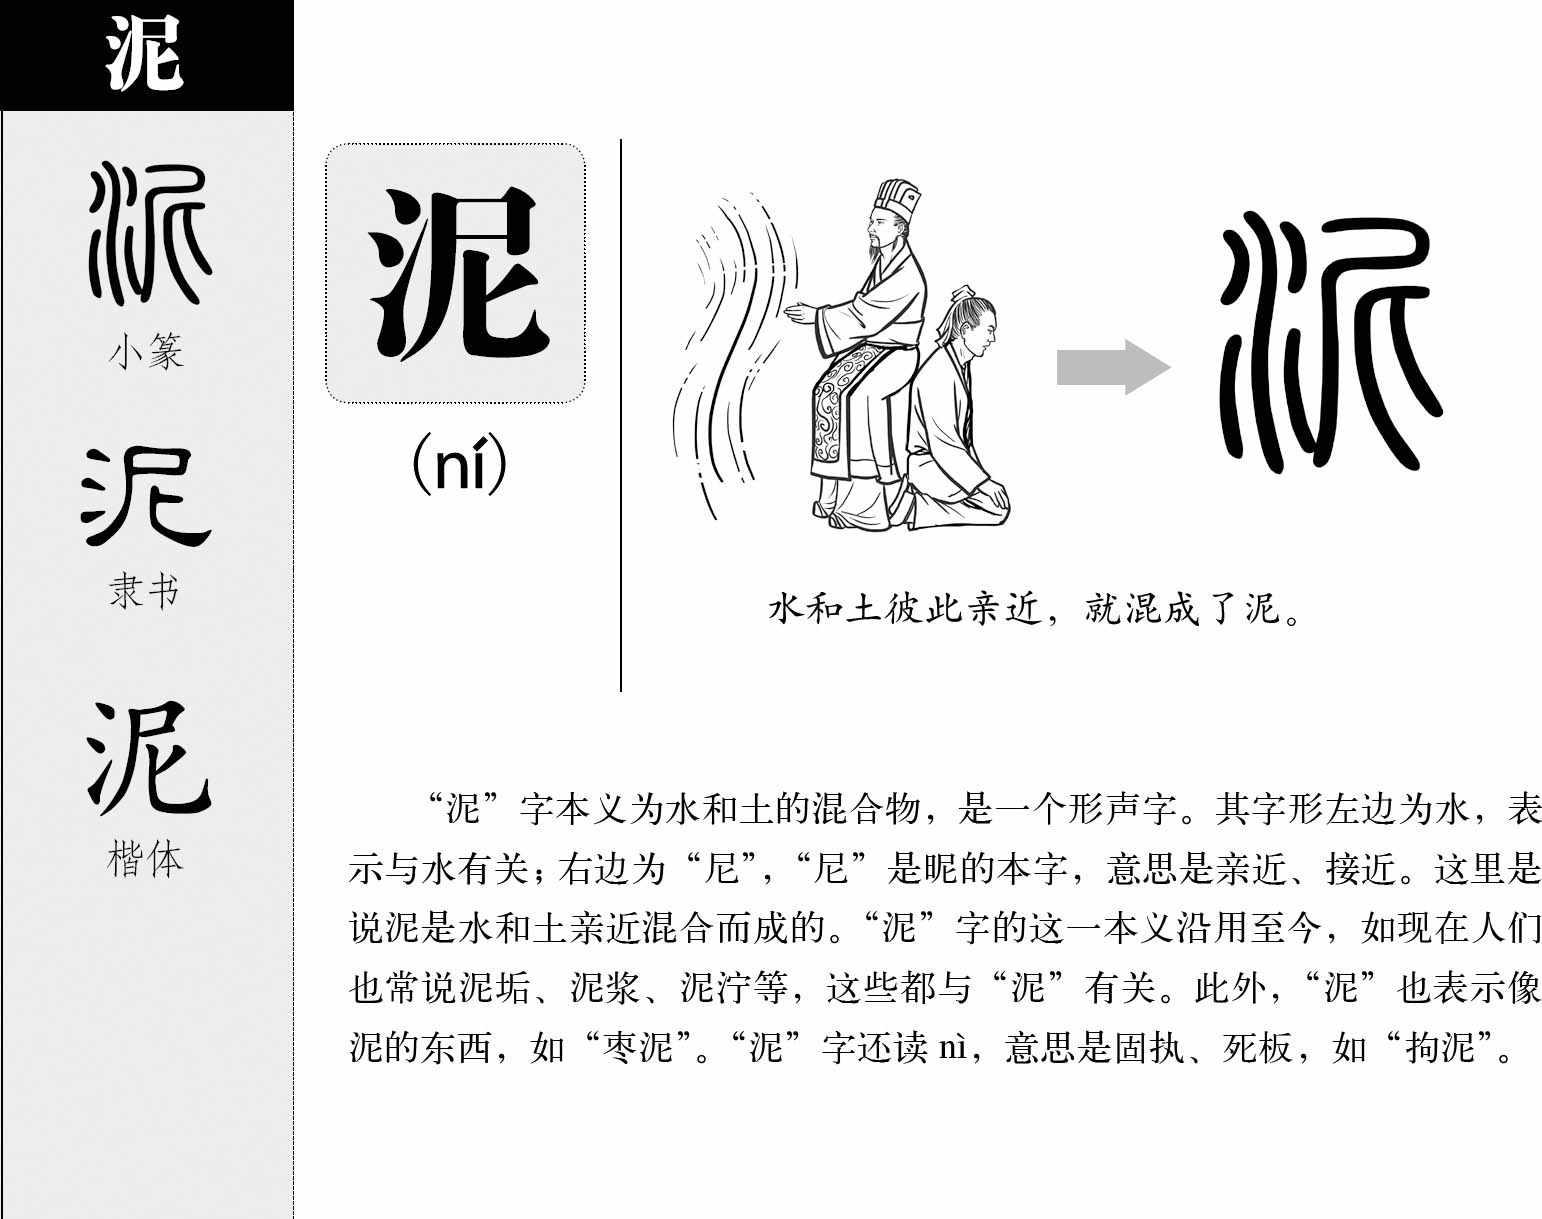 泥
泥
小篆
泥
隶书
泥
楷体
泥
(ní)
泥
水和土彼此亲近，就混成了泥。
“泥”字本义为水和土的混合物，是一个形声字。其字形左边为水，表
示与水有关；右边为“尼”，“尼”是昵的本字，意思是亲近、接近。这里是
说泥是水和土亲近混合而成的。“泥”字的这一本义沿用至今，如现在人们
也常说泥垢、泥浆、泥泞等，这些都与“泥”有关。此外，“泥”也表示像
泥的东西，如“枣泥”。“泥”字还读 nì，意思是固执、死板，如“拘泥”。